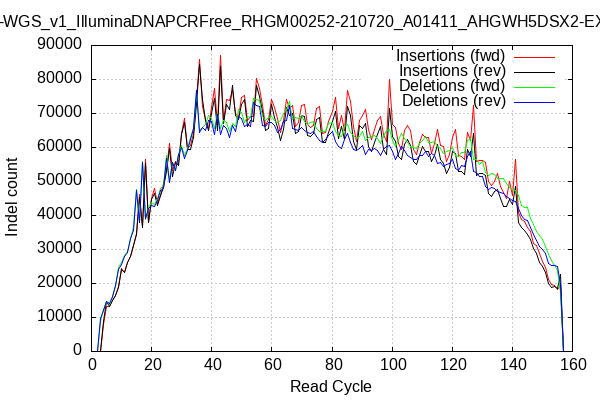 -WGS_v1_IlluminaDNAPCRFree_RHGM00252-210720_A01411_AHGWH5DSX2-EX
90000
80000
70000
60000
50000
40000
30000
20000
10000
0
Indel count
Insertions (fwd)
Insertions (rev)
Deletions (fwd)
Deletions (rev)
0 20 40 60 80 100 120 140 160
Read Cycle